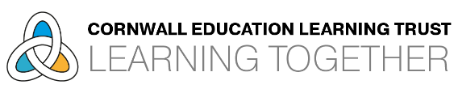 CORNWALL EDUCATION LEARNING TRUST
LEARNING TOGETHER